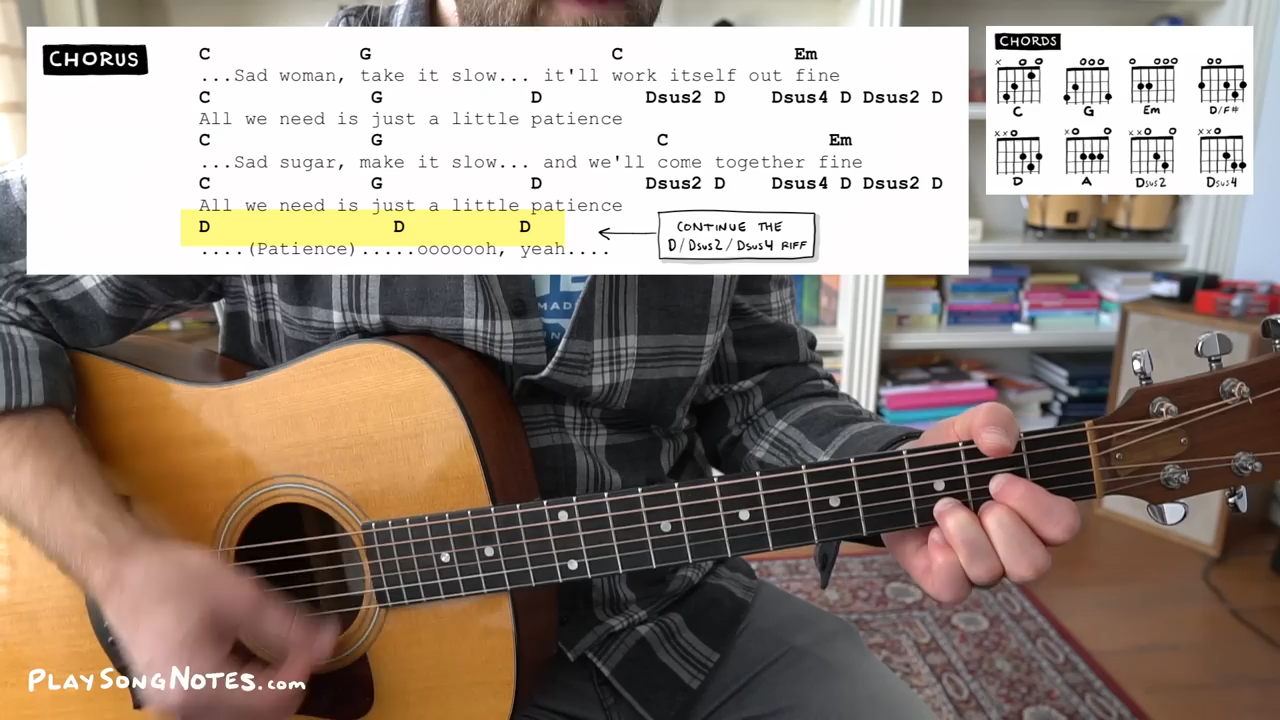 CHORUS
C G C Em
...Sad woman, take it slow... it'll work itself out fine
C G D Dsus2 D Dsus4 D Dsus2 D
All we need is just a little patience
C G C Em
...Sad sugar, make it slow... and we'll come together fine
C G D Dsus2 D Dsus4 D Dsus2 D
All we need is just a little patience
D D D
....(Patience).....ooooooh, yeah....
CONTINUE THE
D/Dsus2/Dsus4 RIFF
CHORDS
C G Em D/F#
D A Dsus2 Dsus4
MAD
PLAYSONGNOTES.com